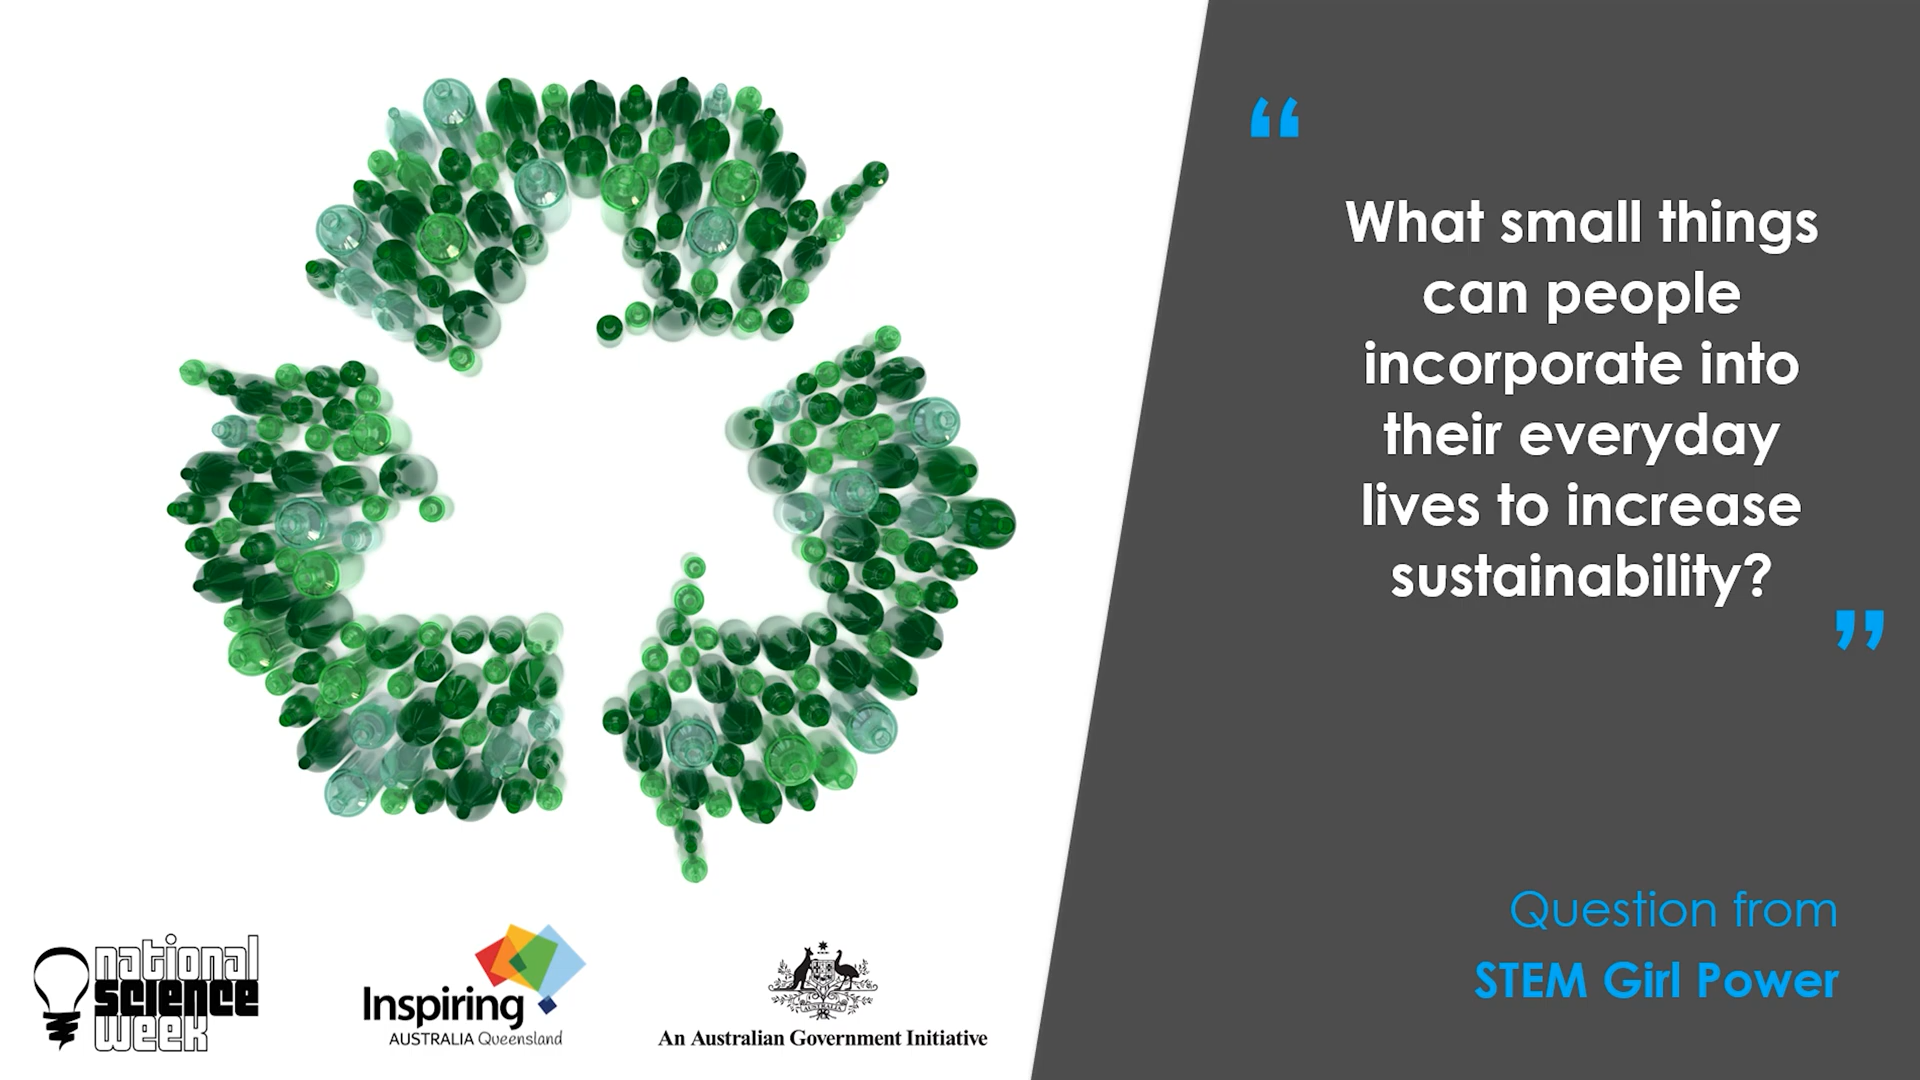 “
What small things
can people
incorporate into
their everyday
lives to increase
sustainability?
”
Question from
STEM Girl Power
national
science
week
Inspiring
AUSTRALIA Queensland
AUSTRALIA
An Australian Government Initiative